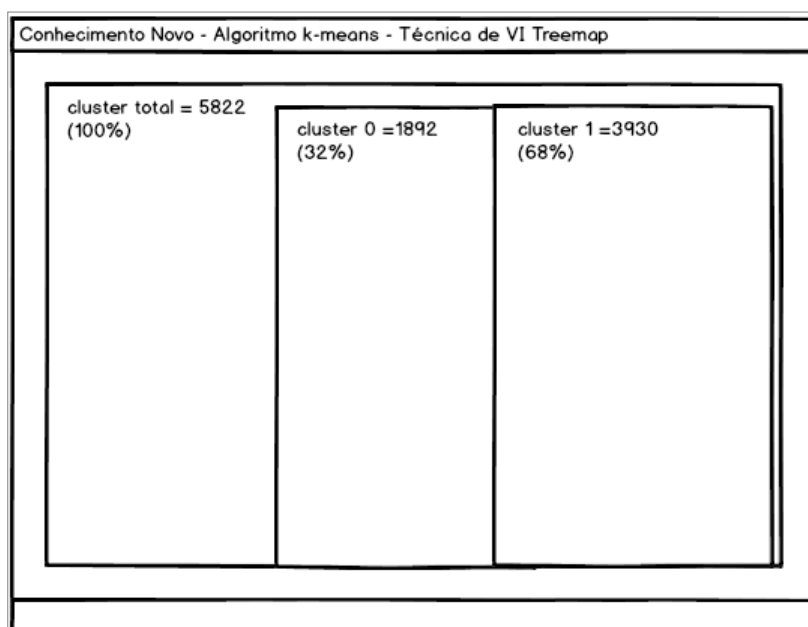 Conhecimento Novo - Algoritmo k-means - Técnica de VI Treemap
cluster total = 5822
(100%)
cluster 0 =1892
(32%)
cluster 1 =3930
(68%)